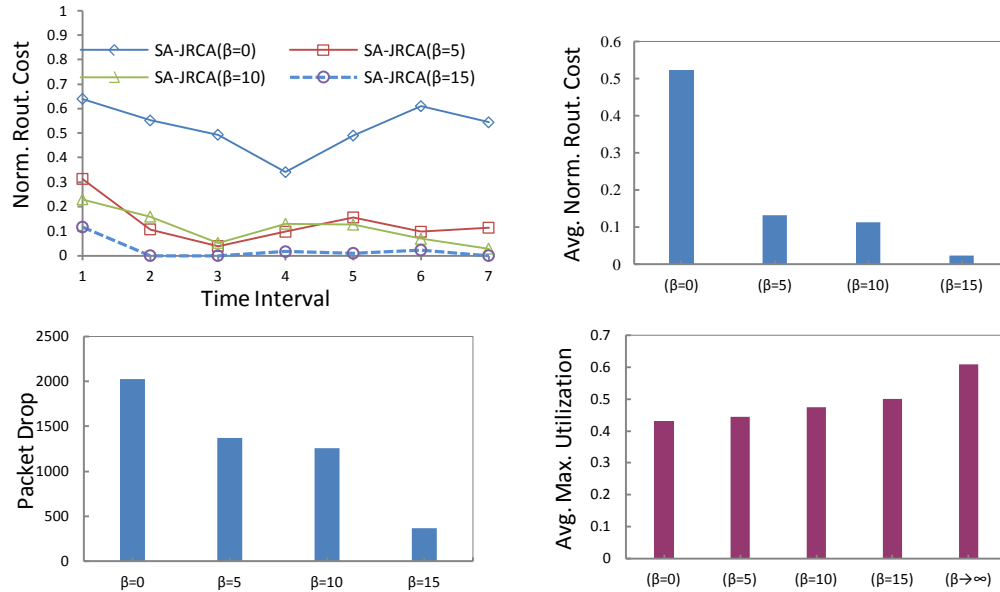 1
0.9
0.8
0.7
0.6
0.5
0.4
0.3
0.2
0.1
0
Norm. Rout. Cost
SA-JRCA(β=0)
SA-JRCA(β=5)
SA-JRCA(β=10)
SA-JRCA(β=15)
1 2 3 4 5 6 7
Time Interval
0.6
0.5
0.4
0.3
0.2
0.1
0
Avg. Norm. Rout. Cost
(β=0) (β=5) (β=10) (β=15)
2500
2000
1500
1000
500
0
Packet Drop
β=0 β=5 β=10 β=15
0.7
0.6
0.5
0.4
0.3
0.2
0.1
0
Avg. Max. Utilization
(β=0) (β=5) (β=10) (β=15) (β→∞)